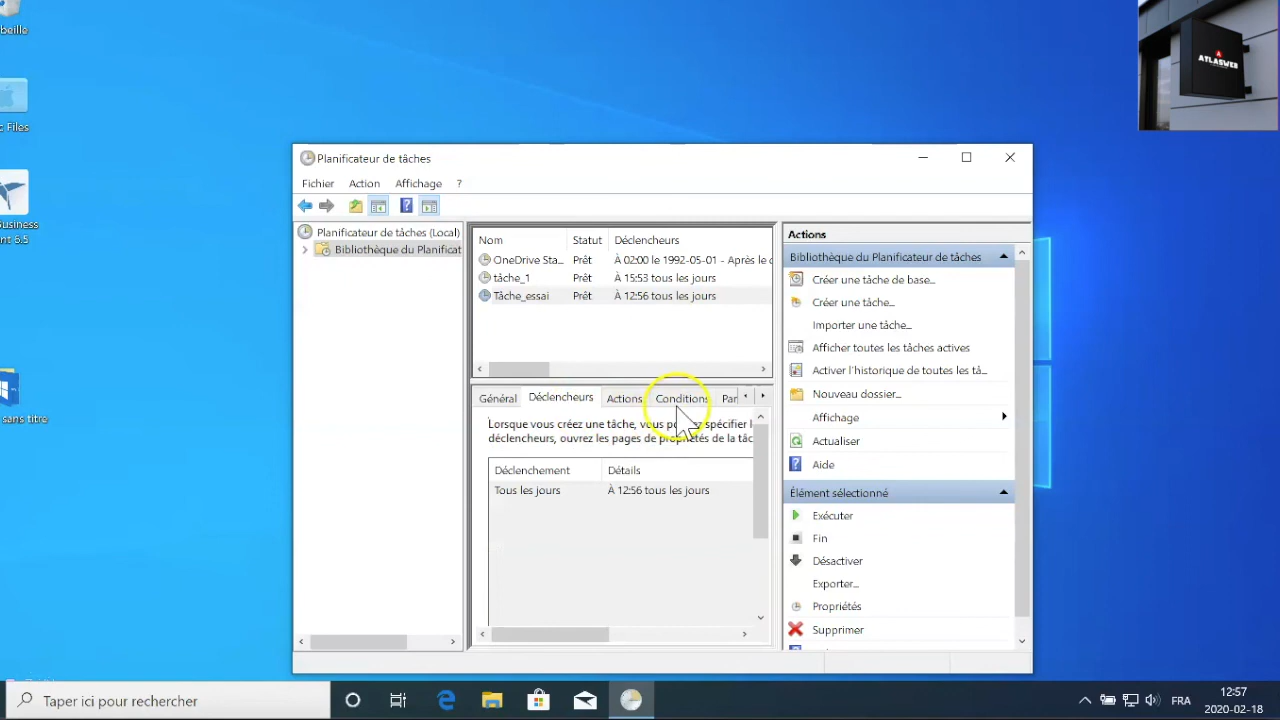 beille
ATLASWEB
c Files
usiness
nt 6.5
sans titre
Planificateur de tâches
Fichier Action Affichage ?
Planificateur de tâches (Local)
Bibliothèque du Planificat
Nom Statut Déclencheurs
OneDrive Sta... Prêt À 02:00 le 1992-05-01 - Après le c
tâche_1 Prêt À 15:53 tous les jours
Tâche_essai Prêt À 12:56 tous les jours
Général Déclencheurs Actions Conditions Par
Lorsque vous créez une tâche, vous pouvez spécifier l
déclencheurs, ouvrez les pages de propriétés de la tâc
Déclenchement Détails
Tous les jours À 12:56 tous les jours
Actions
Bibliothèque du Planificateur de tâches
Créer une tâche de base...
Créer une tâche...
Importer une tâche...
Afficher toutes les tâches actives
Activer l'historique de toutes les tâ...
Nouveau dossier...
Affichage
Actualiser
Aide
Élément sélectionné
Exécuter
Fin
Désactiver
Exporter...
Propriétés
Supprimer
Taper ici pour rechercher
FRA
12:57
2020-02-18